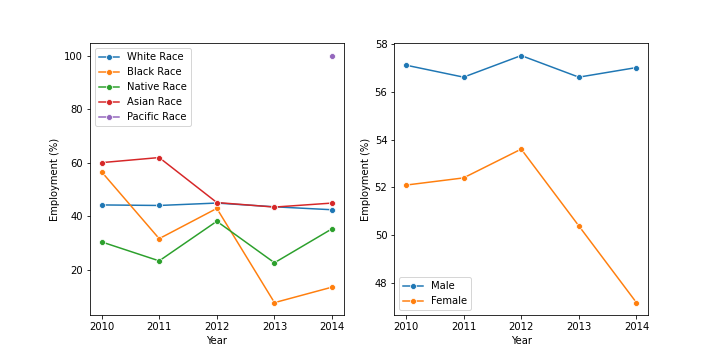 White Race
Black Race
Native Race
Asian Race
Pacific Race
100
80
60
40
20
Employment (%)
2010 2011 2012 2013 2014
Year
58
56
54
52
50
48
Employment (%)
Male
Female
2010 2011 2012 2013 2014
Year